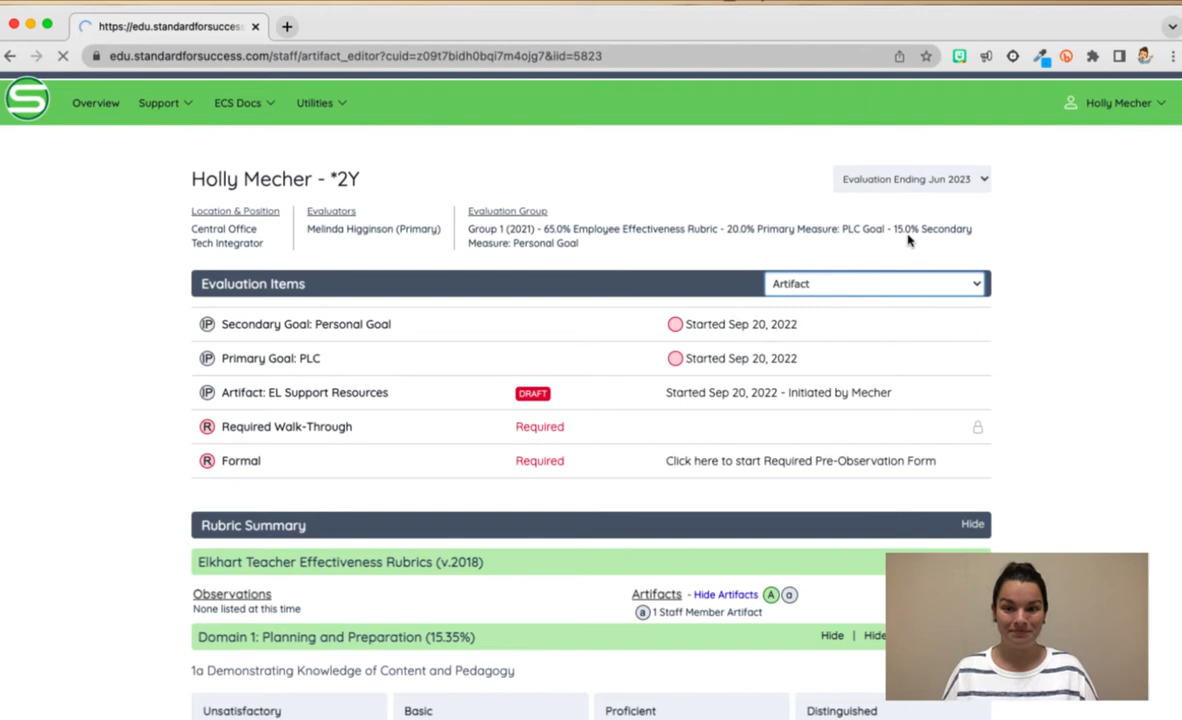 https://edu.standardforsucces
edu.standardforsuccess.com/staff/artifact_editor?cuid=z09t7bidh0bqi7m4ojg7&iid=5823
S Overview Support ECS Docs Utilities Holly Mecher
Holly Mecher - *2Y Evaluation Ending Jun 2023
Location & Position Evaluators Evaluation Group
Central Office Melinda Higginson (Primary) Group 1 (2021) - 65.0% Employee Effectiveness Rubric - 20.0% Primary Measure: PLC Goal - 15.0% Secondary
Tech Integrator Measure: Personal Goal
Evaluation Items Artifact
IP Secondary Goal: Personal Goal Started Sep 20, 2022
IP Primary Goal: PLC Started Sep 20, 2022
IP Artifact: EL Support Resources DRAFT Started Sep 20, 2022 - Initiated by Mecher
R Required Walk-Through Required
R Formal Required Click here to start Required Pre-Observation Form
Rubric Summary Hide
Elkhart Teacher Effectiveness Rubrics (v.2018)
Observations Artifacts - Hide Artifacts A a
None listed at this time a 1 Staff Member Artifact
Domain 1: Planning and Preparation (15.35%) Hide | Hide
1a Demonstrating Knowledge of Content and Pedagogy
Unsatisfactory Basic Proficient Distinguished